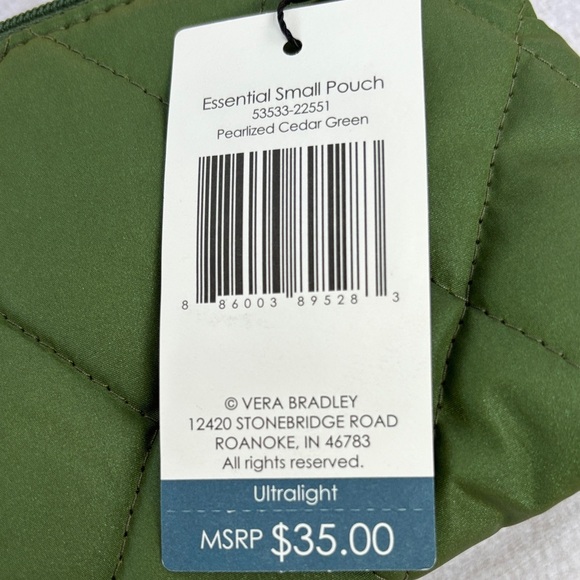 Essential Small Pouch
53533-22551
Pearlized Cedar Green
8 86003 89528 3
© VERA BRADLEY
12420 STONEBRIDGE ROAD
ROANOKE, IN 46783
All rights reserved.
Ultralight
MSRP $35.00